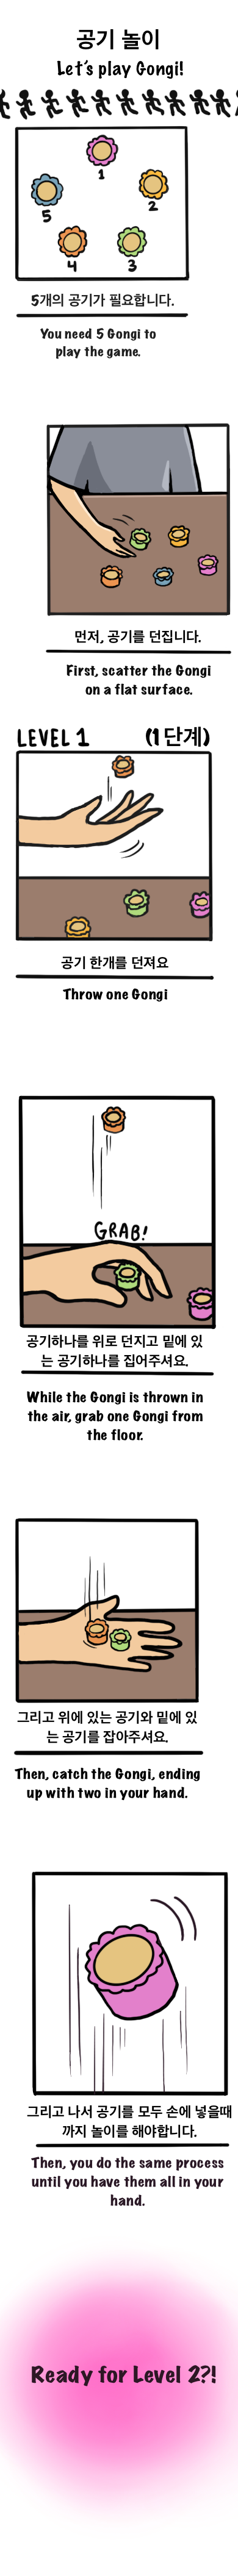 공기 놀이
Let's play Gongi!
1
2
3
4
5
5개의 공기가 필요합니다.
You need 5 Gongi to
play the game.
먼저, 공기를 던집니다.
First, scatter the Gongi
on a flat surface.
LEVEL 1 (1단계)
공기 한개를 던져요
Throw one Gongi
GRAB!
공기하나를 위로 던지고 밑에 있
는 공기하나를 집어주셔요.
While the Gongi is thrown in
the air, grab one Gongi from
the floor.
그리고 위에 있는 공기와 밑에 있
는 공기를 잡아주셔요.
Then, catch the Gongi, ending
up with two in your hand.
그리고 나서 공기를 모두 손에 넣을때
까지 놀이를 해야합니다.
Then, you do the same process
until you have them all in your
hand.
Ready for Level 2?!